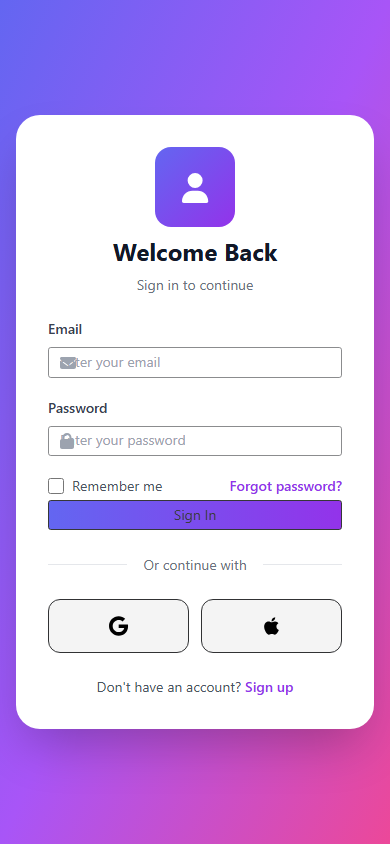 Welcome Back
Sign in to continue
Email
ter your email
Password
ter your password
Remember me Forgot password?
Sign In
Or continue with
Don't have an account? Sign up